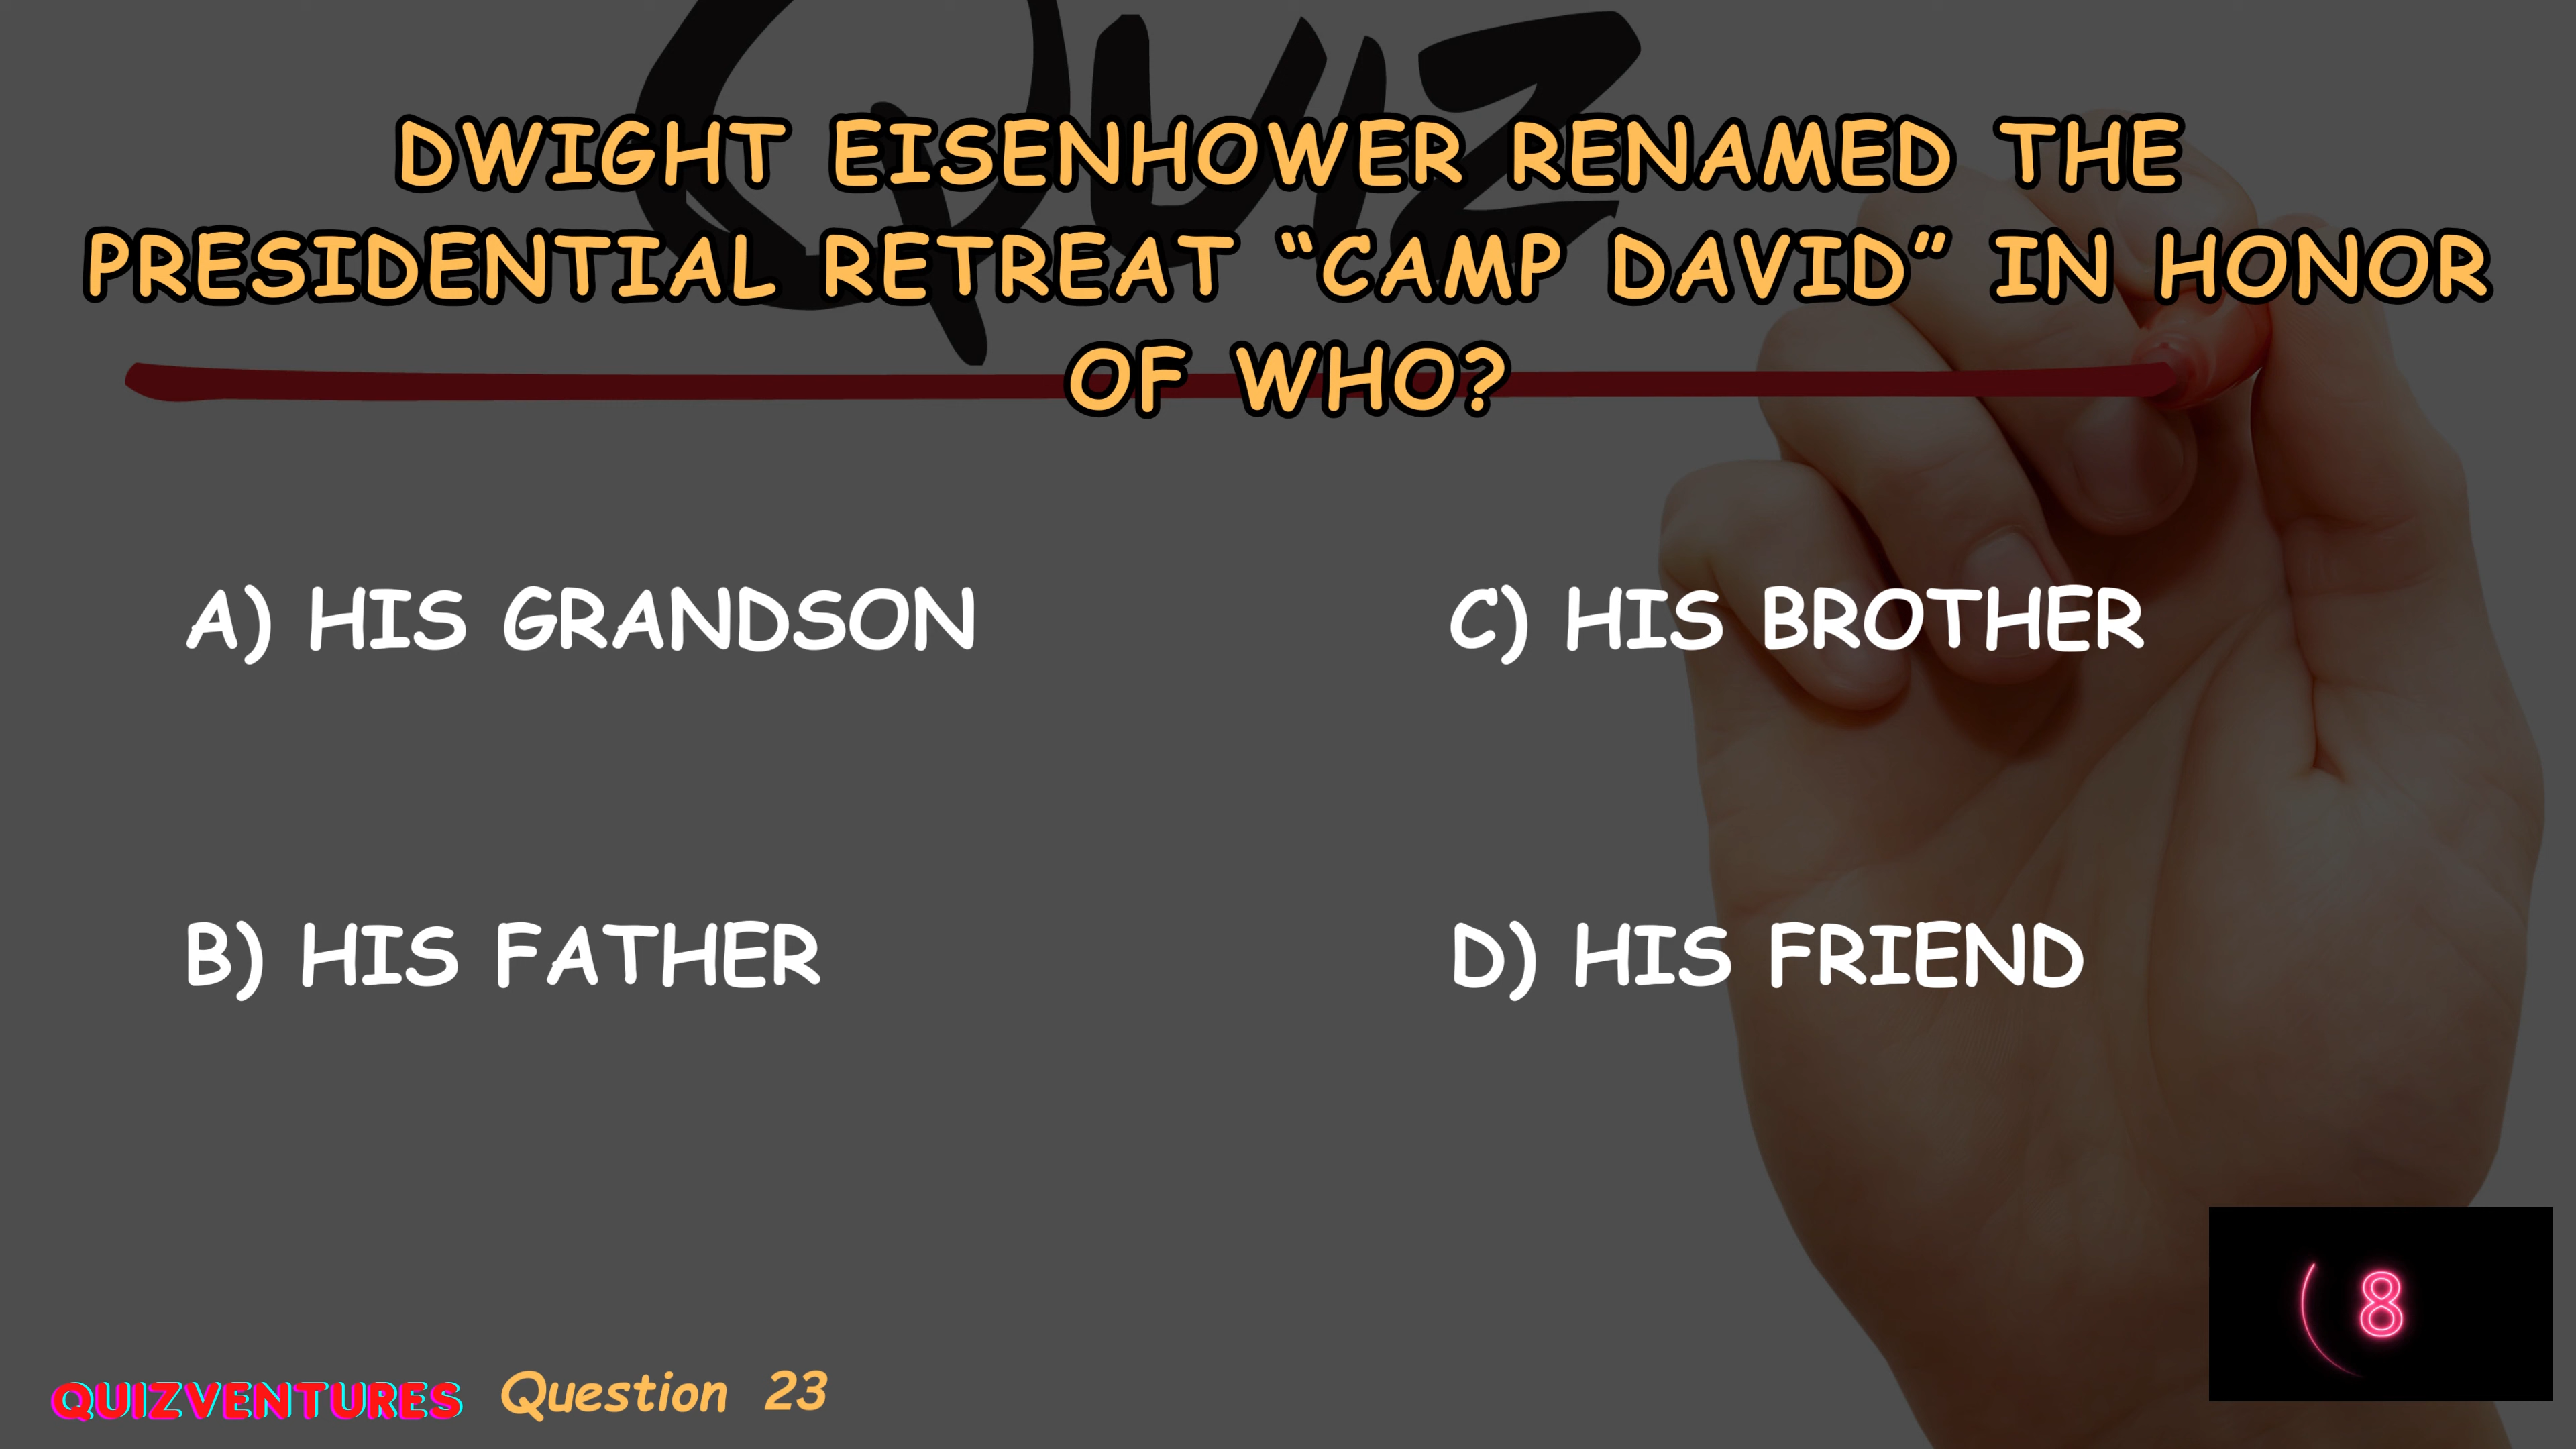 QUIZ
DWIGHT EISENHOWER RENAMED THE
PRESIDENTIAL RETREAT “CAMP DAVID” IN HONOR
OF WHO?
A) HIS GRANDSON
C) HIS BROTHER
B) HIS FATHER
D) HIS FRIEND
8
QUIZVENTURES Question 23